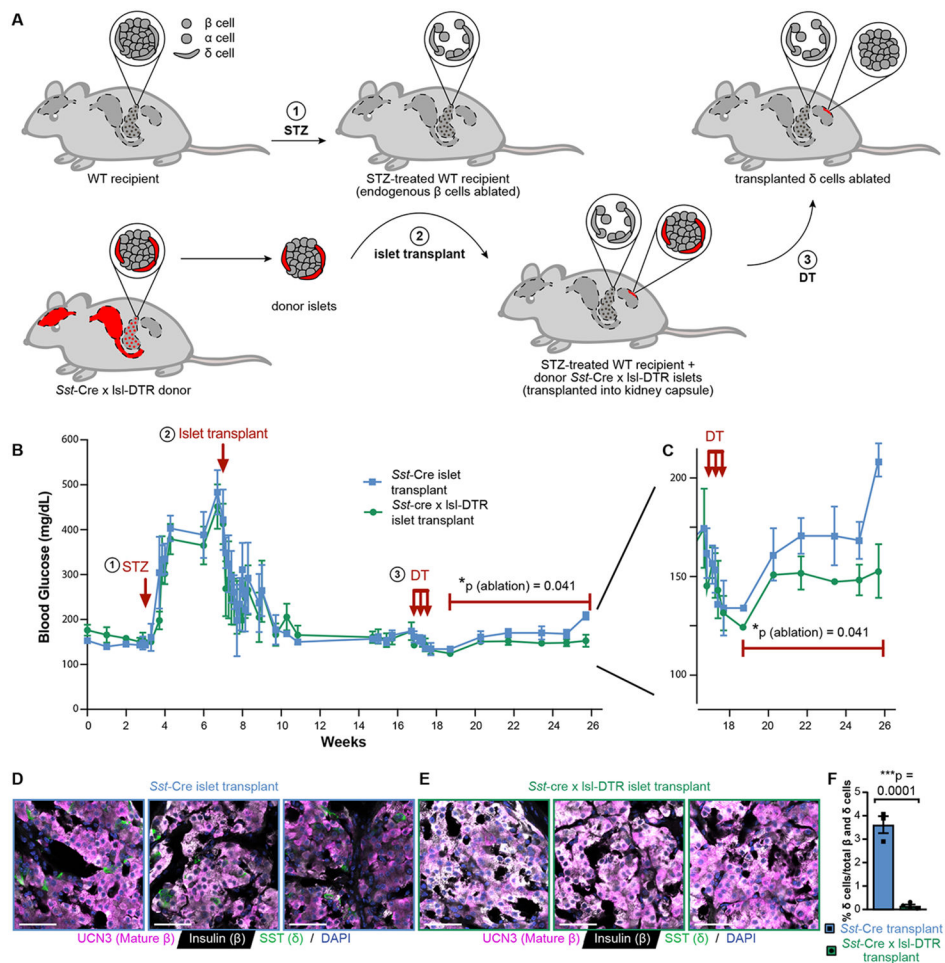 A
β cell
α cell
δ cell
1
STZ
WT recipient
STZ-treated WT recipient
(endogenous β cells ablated)
transplanted δ cells ablated
2
islet transplant
donor islets
3
DT
Sst-Cre x lsl-DTR donor
STZ-treated WT recipient +
donor Sst-Cre x lsl-DTR islets
(transplanted into kidney capsule)
B
2 Islet transplant
Sst-Cre islet
transplant
Sst-cre x lsl-DTR
islet transplant
1 STZ
3 DT
*p (ablation) = 0.041
Blood Glucose (mg/dL)
600
500
400
300
200
100
0
0 2 4 6 8 10 12 14 16 18 20 22 24 26
Weeks
C
DT
200
150
100
*p (ablation) = 0.041
18 20 22 24 26
D
Sst-Cre islet transplant
UCN3 (Mature β) Insulin (β) SST (δ) / DAPI
E
Sst-cre x lsl-DTR islet transplant
UCN3 (Mature β) Insulin (β) SST (δ) / DAPI
F
***p =
0.0001
% δ cells/total β and δ cells
5
4
3
2
1
0
Sst-Cre transplant
Sst-Cre x lsl-DTR
transplant